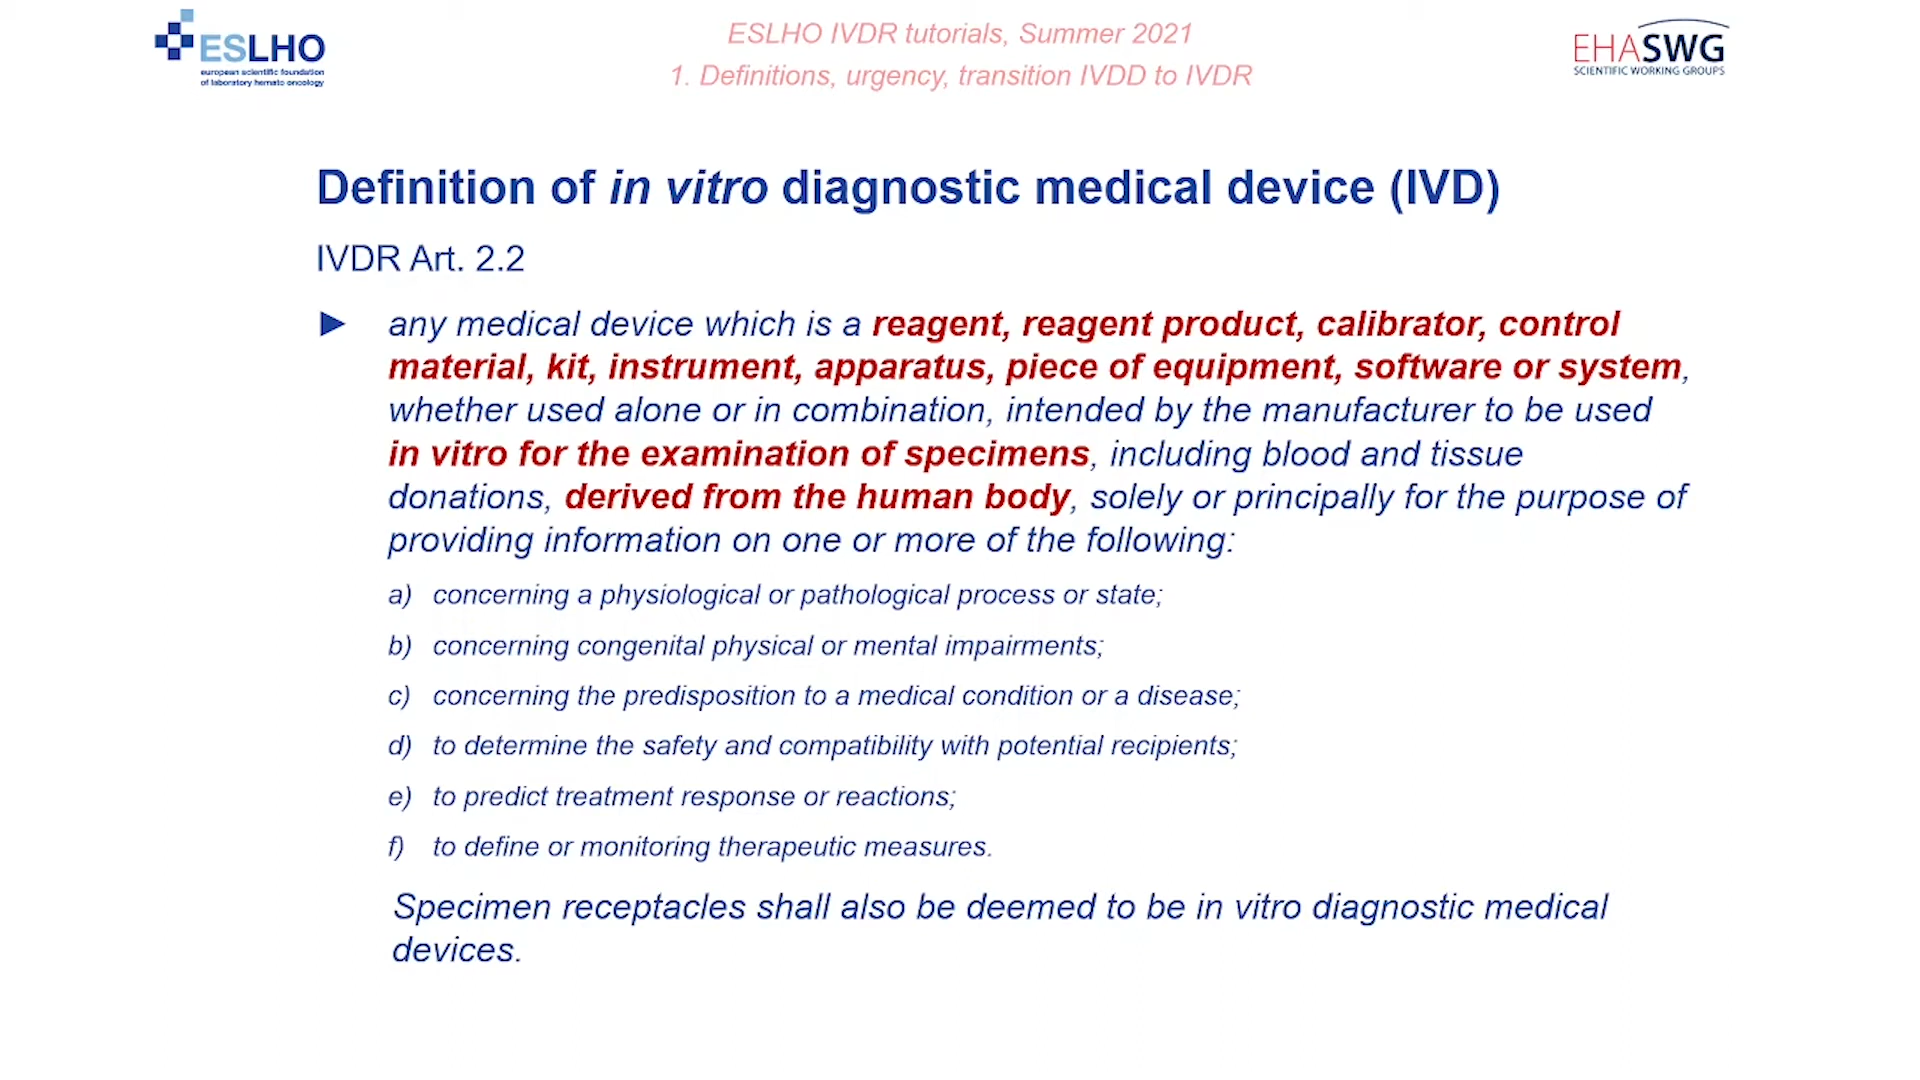 ESLHO
european scientific foundation
of laboratory hemato oncology
ESLHO IVDR tutorials, Summer 2021
1. Definitions, urgency, transition IVDD to IVDR
EHASWG
SCIENTIFIC WORKING GROUPS
Definition of in vitro diagnostic medical device (IVD)
IVDR Art. 2.2
► any medical device which is a reagent, reagent product, calibrator, control
material, kit, instrument, apparatus, piece of equipment, software or system,
whether used alone or in combination, intended by the manufacturer to be used
in vitro for the examination of specimens, including blood and tissue
donations, derived from the human body, solely or principally for the purpose of
providing information on one or more of the following:
a) concerning a physiological or pathological process or state;
b) concerning congenital physical or mental impairments;
c) concerning the predisposition to a medical condition or a disease;
d) to determine the safety and compatibility with potential recipients;
e) to predict treatment response or reactions;
f) to define or monitoring therapeutic measures.
Specimen receptacles shall also be deemed to be in vitro diagnostic medical
devices.